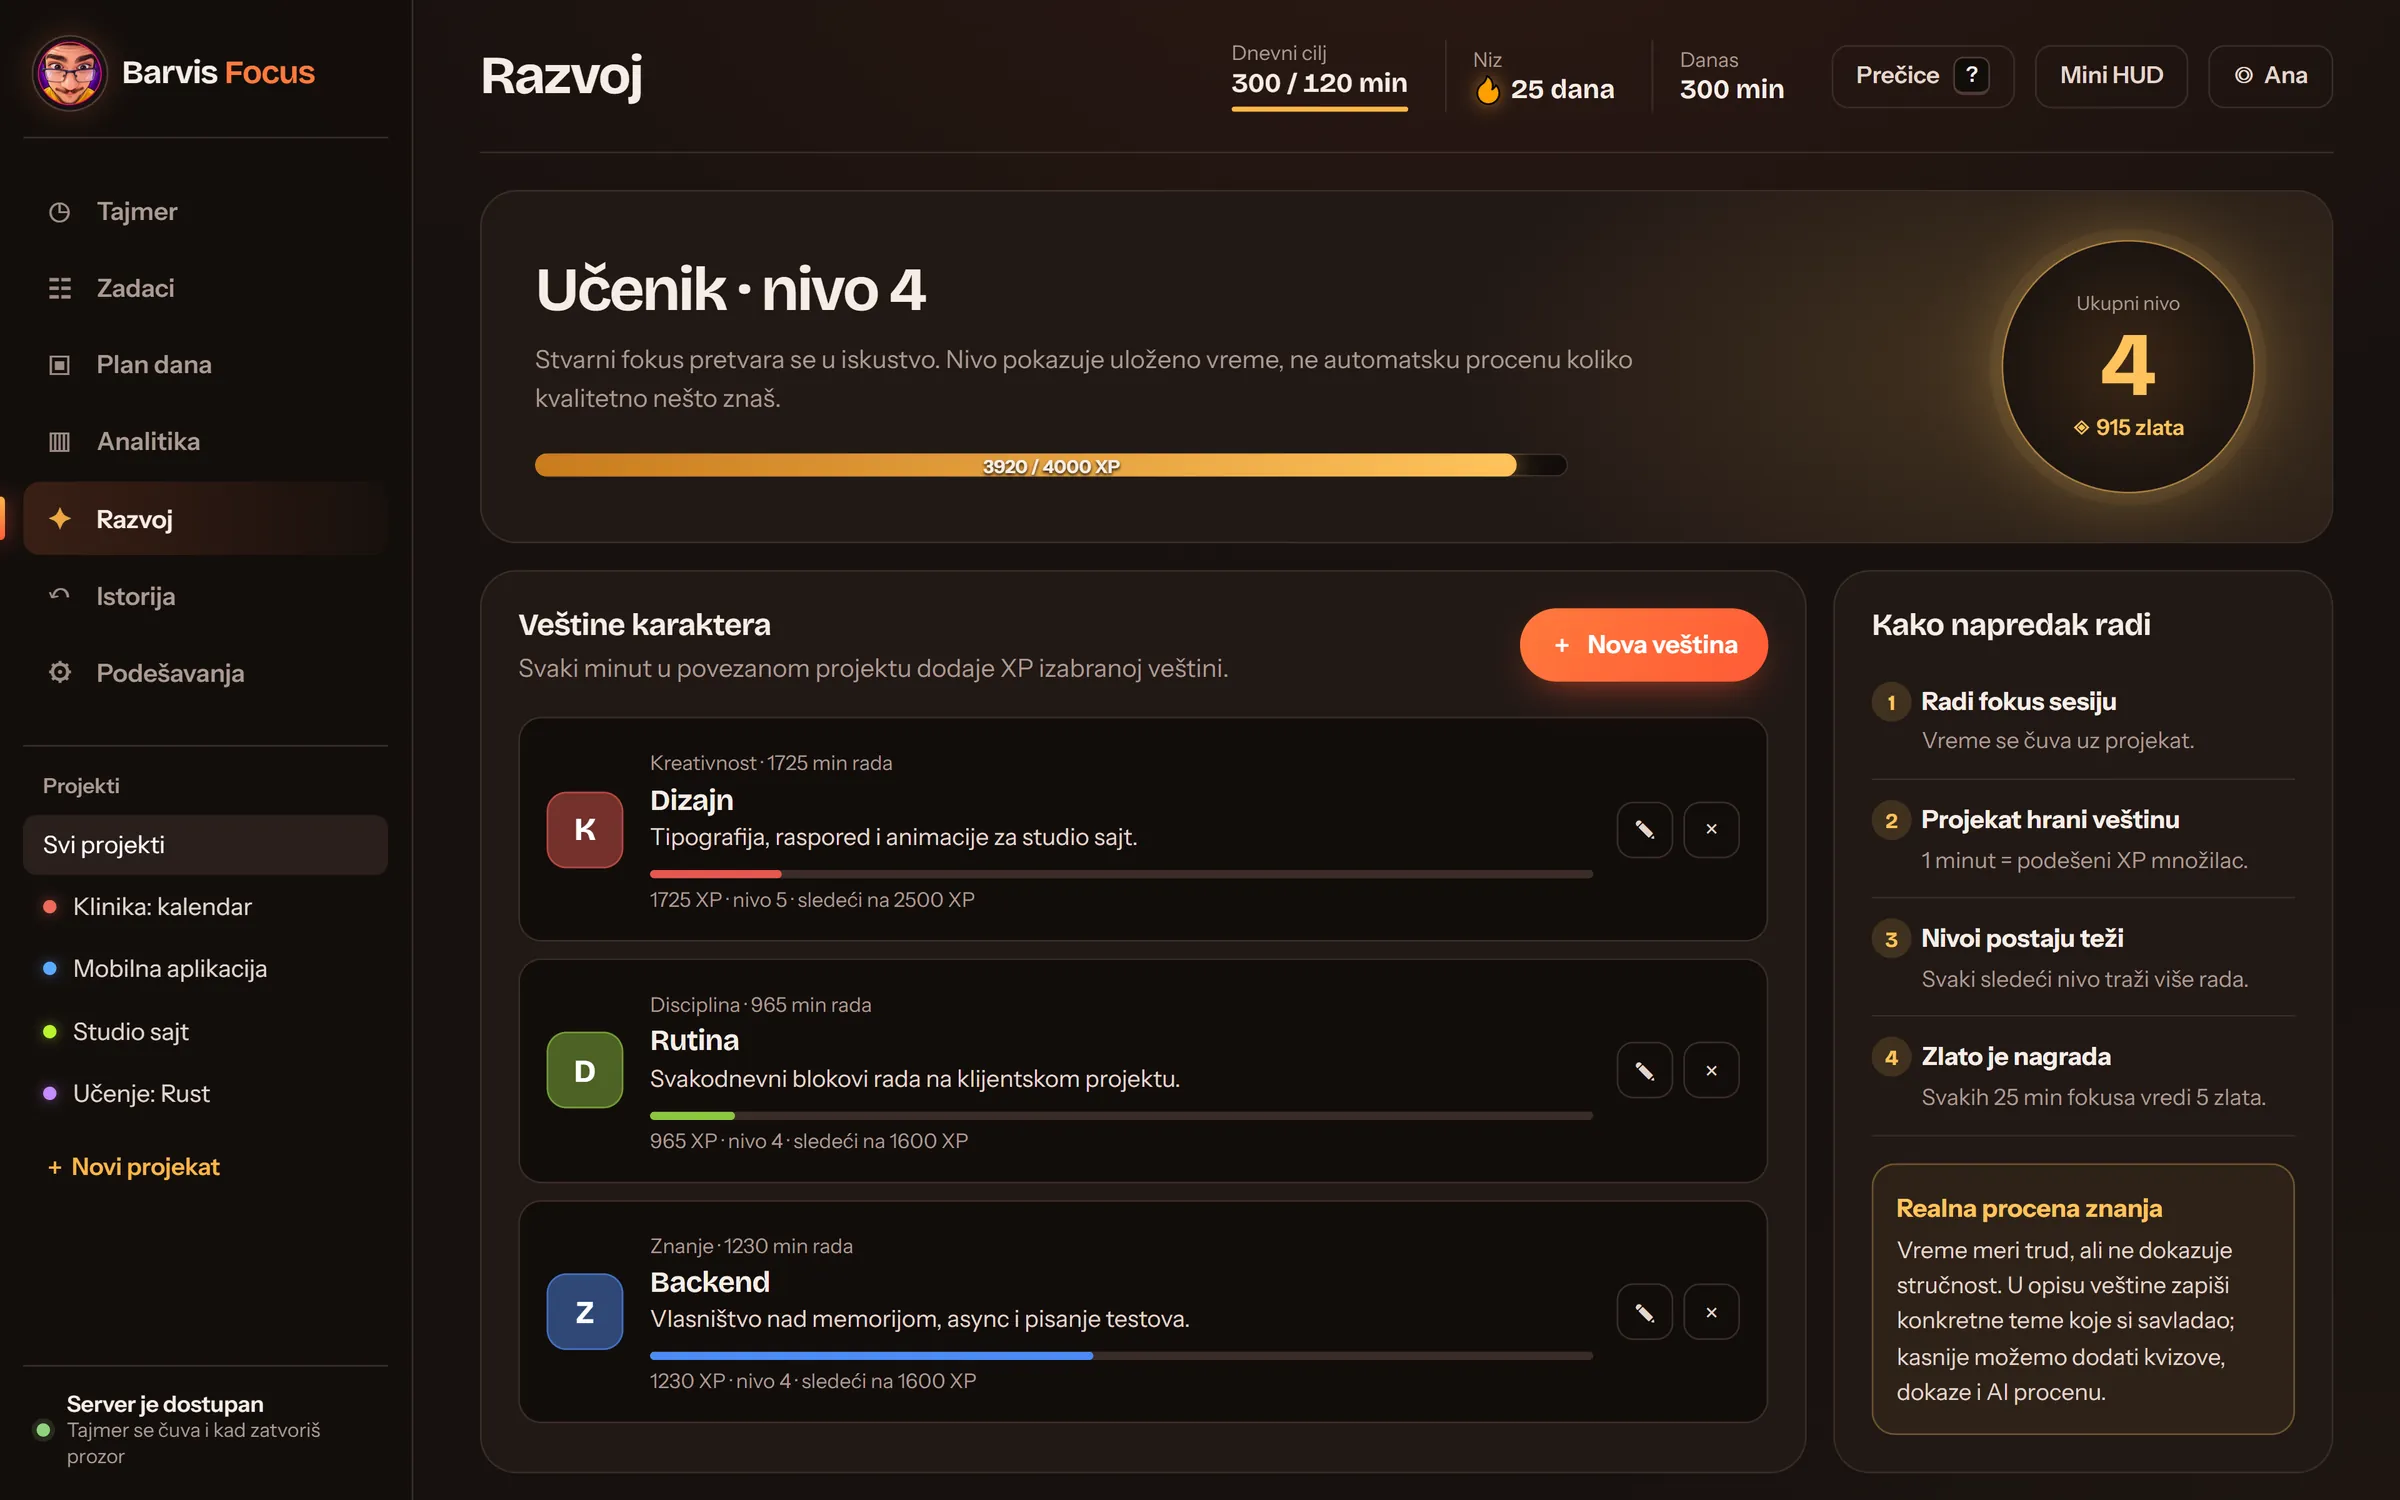 Barvis Focus
Tajmer
Zadaci
Plan dana
Analitika
Razvoj
Istorija
Podešavanja
Projekti
Svi projekti
Klinika: kalendar
Mobilna aplikacija
Studio sajt
Učenje: Rust
+ Novi projekat
Server je dostupan
Tajmer se čuva i kad zatvoriš
prozor
Razvoj
Dnevni cilj
300 / 120 min
Niz
25 dana
Danas
300 min
Prečice ?
Mini HUD
Ana
Učenik · nivo 4
Stvarni fokus pretvara se u iskustvo. Nivo pokazuje uloženo vreme, ne automatsku procenu koliko
kvalitetno nešto znaš.
3920 / 4000 XP
Ukupni nivo
4
915 zlata
Veštine karaktera
Svaki minut u povezanom projektu dodaje XP izabranoj veštini.
+ Nova veština
K
Kreativnost · 1725 min rada
Dizajn
Tipografija, raspored i animacije za studio sajt.
1725 XP · nivo 5 · sledeći na 2500 XP
×
D
Disciplina · 965 min rada
Rutina
Svakodnevni blokovi rada na klijentskom projektu.
965 XP · nivo 4 · sledeći na 1600 XP
×
Z
Znanje · 1230 min rada
Backend
Vlasništvo nad memorijom, async i pisanje testova.
1230 XP · nivo 4 · sledeći na 1600 XP
×
Kako napredak radi
1 Radi fokus sesiju
Vreme se čuva uz projekat.
2 Projekat hrani veštinu
1 minut = podešeni XP množilac.
3 Nivoi postaju teži
Svaki sledeći nivo traži više rada.
4 Zlato je nagrada
Svakih 25 min fokusa vredi 5 zlata.
Realna procena znanja
Vreme meri trud, ali ne dokazuje
stručnost. U opisu veštine zapiši
konkretne teme koje si savladao;
kasnije možemo dodati kvizove,
dokaze i AI procenu.